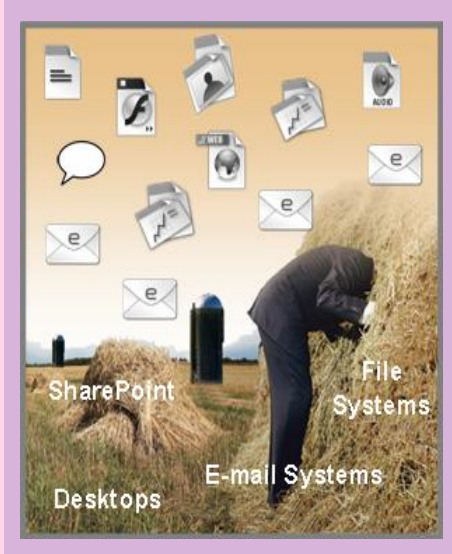 AUDIO
WEB
e
e
e
e
SharePoint
File
Systems
E-mail Systems
Desktops